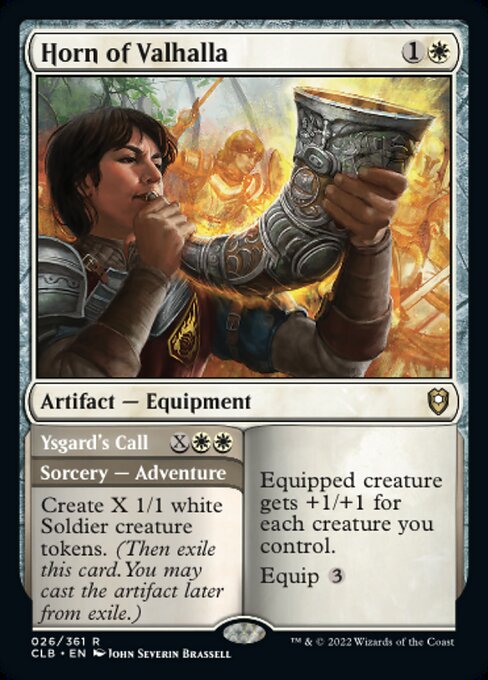 Horn of Valhalla 1
Artifact — Equipment
Ysgard's Call X
Sorcery — Adventure
Create X 1/1 white
Soldier creature
tokens. (Then exile
this card.You may
cast the artifact later
from exile.)
Equipped creature
gets +1/+1 for
each creature you
control.
Equip 3
026/361 R
CLB • EN John Severin Brassell
™ & © 2022 Wizards of the Coast